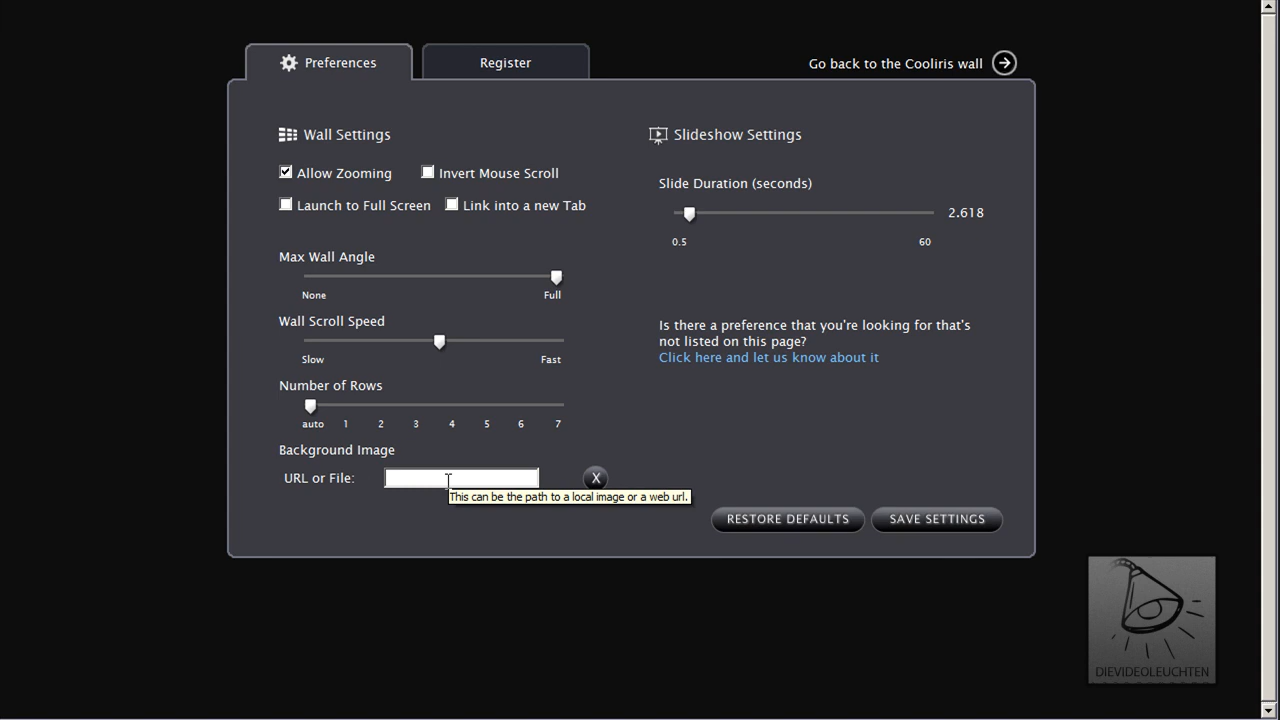 Preferences
Register
Go back to the Cooliris wall
Wall Settings
Allow Zooming
Invert Mouse Scroll
Launch to Full Screen
Link into a new Tab
Max Wall Angle
None
Full
Wall Scroll Speed
Slow
Fast
Number of Rows
auto 1 2 3 4 5 6 7
Background Image
URL or File:
X
This can be the path to a local image or a web url.
Slideshow Settings
Slide Duration (seconds)
2.618
0.5
60
Is there a preference that you're looking for that's
not listed on this page?
Click here and let us know about it
RESTORE DEFAULTS
SAVE SETTINGS
DIEVIDEOLEUCHTEN